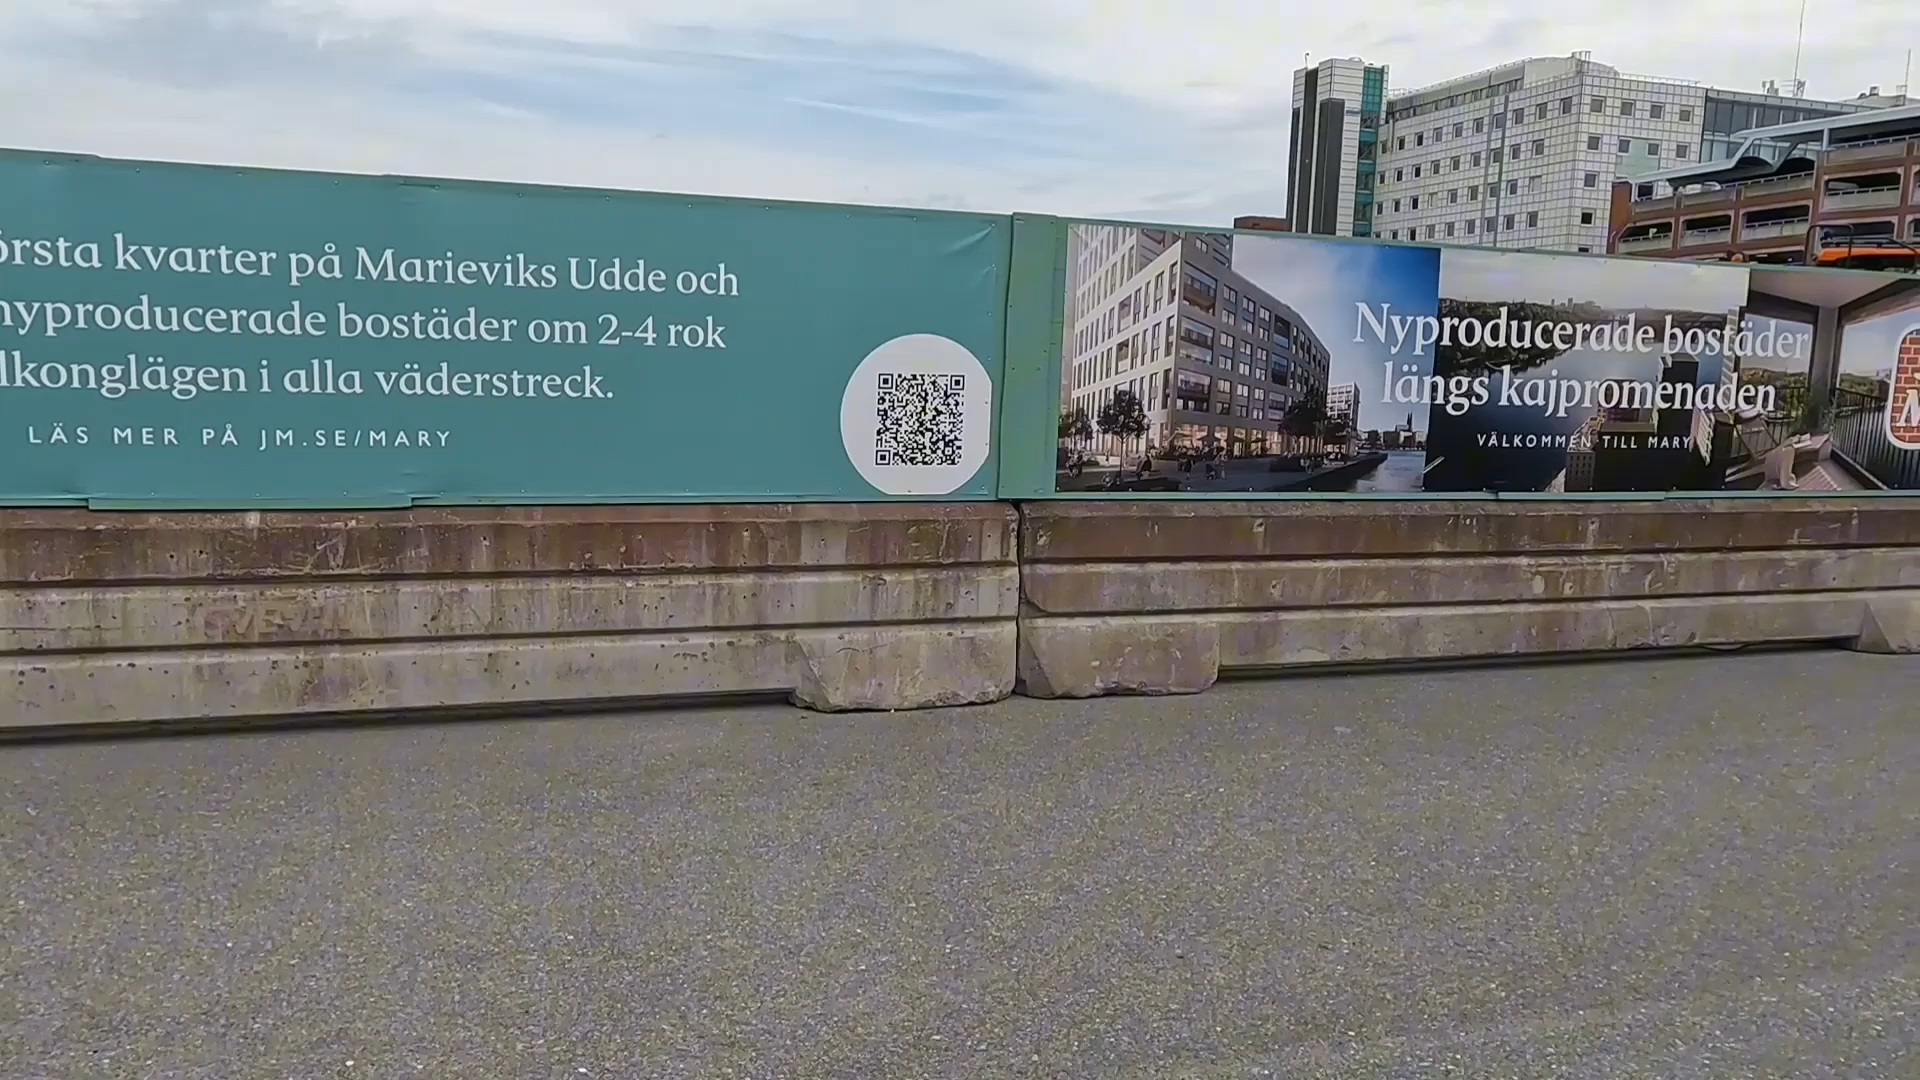 örsta kvarter på Marieviks Udde och
nyproducerade bostäder om 2-4 rok
lkonglägen i alla väderstreck.
LÄS MER PÅ JM.SE/MARY
Nyproducerade bostäder
längs kajpromenaden
VÄLKOMMEN TILL MARY